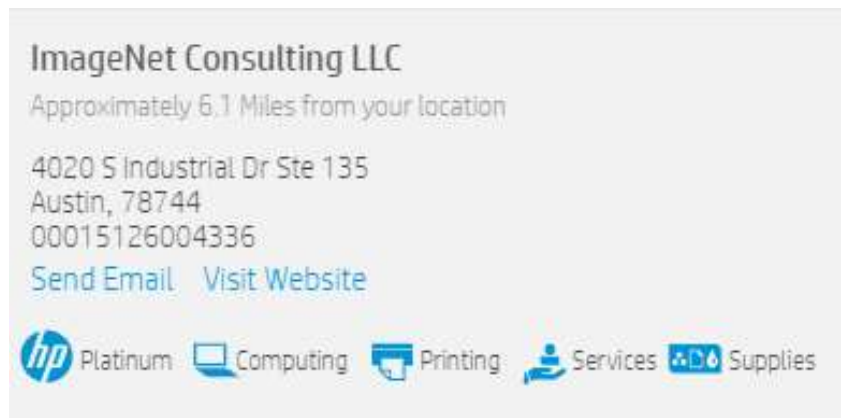 ImageNet Consulting LLC
Approximately 6.1 Miles from your location
4020 S Industrial Dr Ste 135
Austin, 78744
00015126004336
Send Email Visit Website
hp Platinum Computing Printing Services Supplies